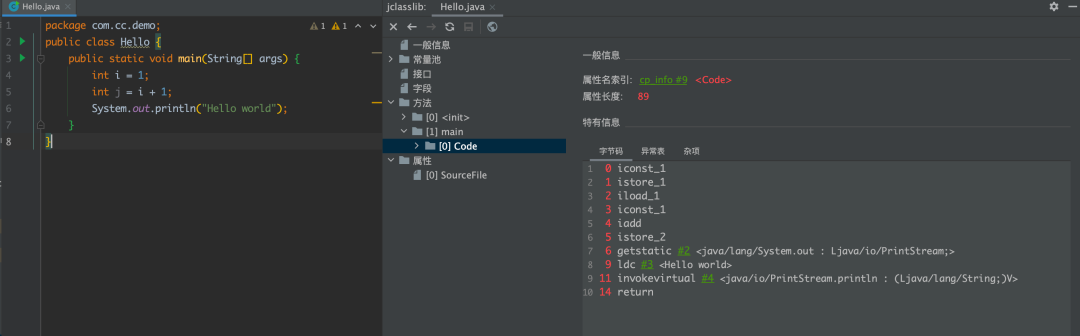 Hello.java
jclasslib:
Hello.java
1 package com.cc.demo;
1 1
2 public class Hello {
3 public static void main(String[] args) {
4 int i = 1;
5 int j = i + 1;
6 System.out.println("Hello world");
7 }
8 }
一般信息
常量池
接口
字段
方法
[0] <init>
[1] main
[0] Code
属性
[0] SourceFile
一般信息
属性名索引: cp_info #9 <Code>
属性长度: 89
特有信息
字节码 异常表 杂项
1 0 iconst_1
2 1 istore_1
3 2 iload_1
4 3 iconst_1
5 4 iadd
6 5 istore_2
7 6 getstatic #2 <java/lang/System.out : Ljava/io/PrintStream;>
8 9 ldc #3 <Hello world>
9 11 invokevirtual #4 <java/io/PrintStream.println : (Ljava/lang/String;)V>
10 14 return